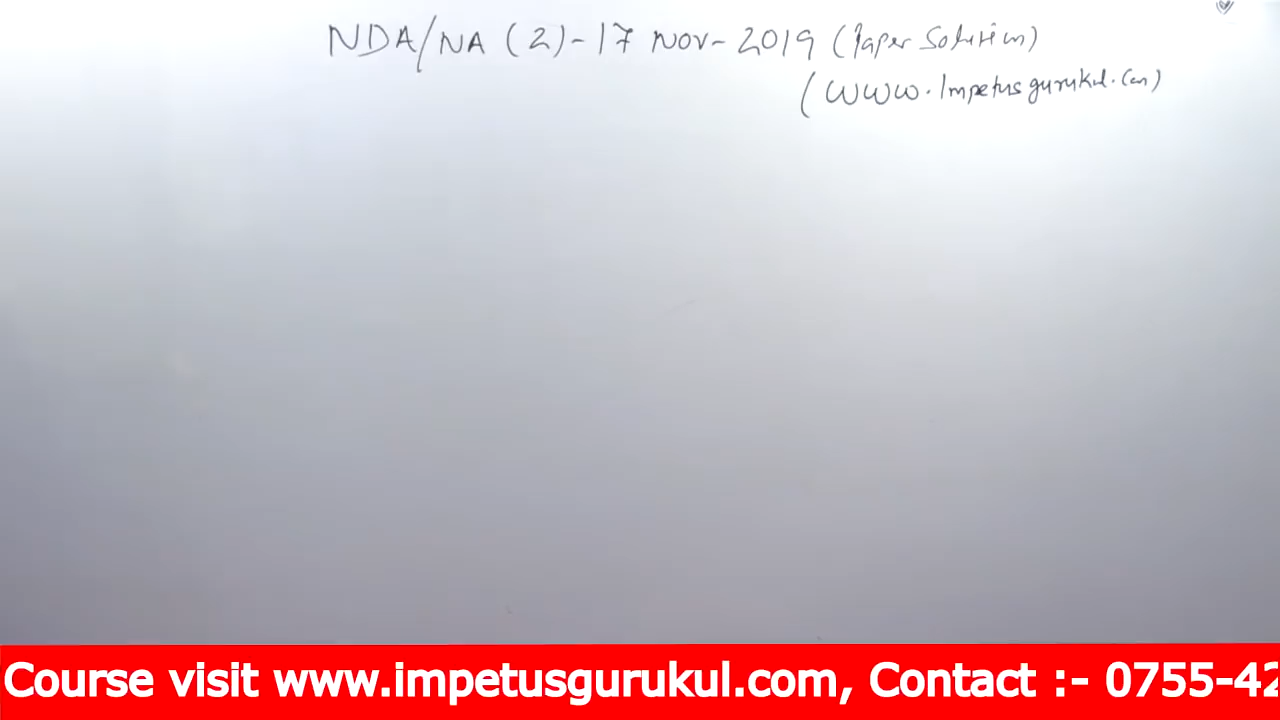 NDA/NA (2)-17 Nov-2019 (Paper Solution)
(www.Impetusgurukul.com)
Course visit www.impetusgurukul.com, Contact :- 0755-42